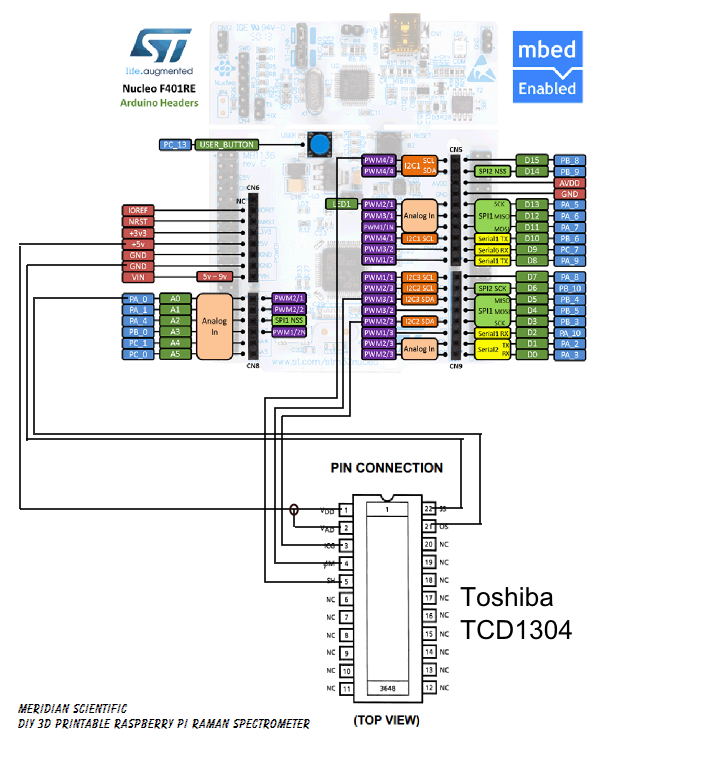 life.augmented
Nucleo F401RE
Arduino Headers
mbed
Enabled
PC_13 USER_BUTTON
CN6
NC
IOREF
NRST
+3V3
+5v
GND
GND
VIN 5v – 9v
PA_0 A0 PWM2/1
PA_1 A1 PWM3/2
PA_4 A2 SPI1 NSS
PB_0 A3 PWM1/2N
PC_1 A4
PC_0 A5
Analog
In
CN8
CN5
PWM4/3 I2C1 SCL D15 PB_8
PWM4/4 SDA SPI2 NSS D14 PB_9
AVDD
GND
LED1 PWM2/1 SCK D13 PA_5
PWM3/1 Analog In SPI1 MISO D12 PA_6
PWM1/1N MOSI D11 PA_7
PWM4/1 I2C1 SCL Serial1 TX D10 PB_6
PWM3/2 Serial6 RX D9 PC_7
PWM1/2 Serial1 TX D8 PA_9
PWM1/1 I2C3 SCL D7 PA_8
PWM2/3 I2C2 SCL SPI2 SCK D6 PB_10
PWM3/1 I2C3 SDA MISO D5 PB_4
PWM3/2 SPI1 MOSI D4 PB_5
PWM2/2 I2C2 SDA SCK D3 PB_3
Serial1 RX D2 PA_10
PWM2/3 Analog In Serial2 TX D1 PA_2
PWM2/3 RX D0 PA_3
CN9
www.st.com/stm32nucleo
PIN CONNECTION
VDD 1 1 22 SS
VAD 2 21 OS
ICG 3 20 NC
ϕM 4 19 NC
SH 5 18 NC
NC 6 17 NC
NC 7 16 NC
NC 8 15 NC
NC 9 14 NC
NC 10 13 NC
NC 11 3648 12 NC
(TOP VIEW)
Toshiba
TCD1304
MERIDIAN SCIENTIFIC
DIY 3D PRINTABLE RASPBERRY PI RAMAN SPECTROMETER